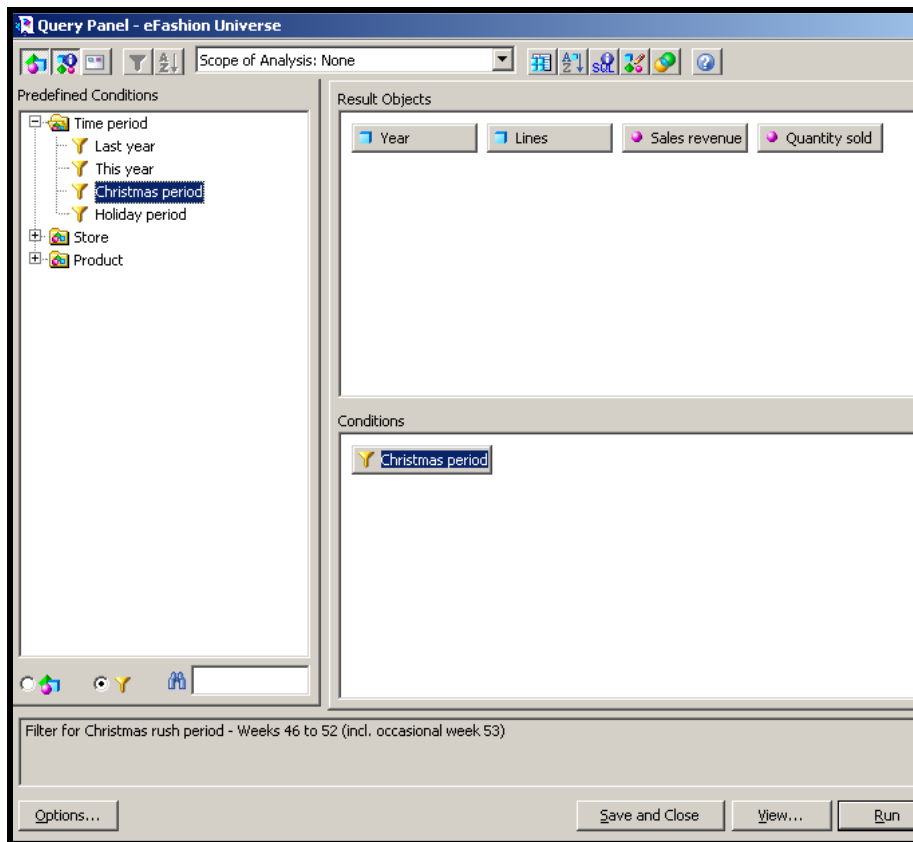 Query Panel - eFashion Universe
Scope of Analysis: None
Predefined Conditions
Time period
Last year
This year
Christmas period
Holiday period
Store
Product
Result Objects
Year
Lines
Sales revenue
Quantity sold
Conditions
Christmas period
Filter for Christmas rush period - Weeks 46 to 52 (incl. occasional week 53)
Options...
Save and Close
View...
Run